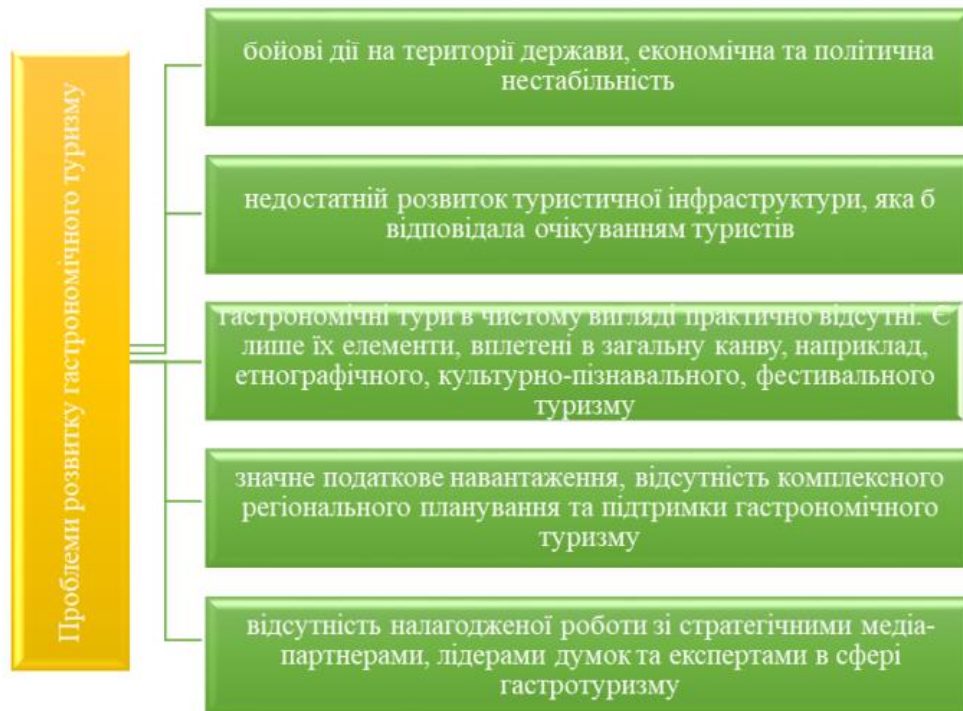 Проблеми розвитку гастрономічного туризму
бойові дії на території держави, економічна та політична
нестабільність
недостатній розвиток туристичної інфраструктури, яка б
відповідала очікуванням туристів
гастрономічні тури в чистому вигляді практично відсутні. Є
лише їх елементи, вплетені в загальну канву, наприклад,
етнографічного, культурно-пізнавального, фестивального
туризму
значне податкове навантаження, відсутність комплексного
регіонального планування та підтримки гастрономічного
туризму
відсутність налагодженої роботи зі стратегічними медіа-
партнерами, лідерами думок та експертами в сфері
гастротуризму